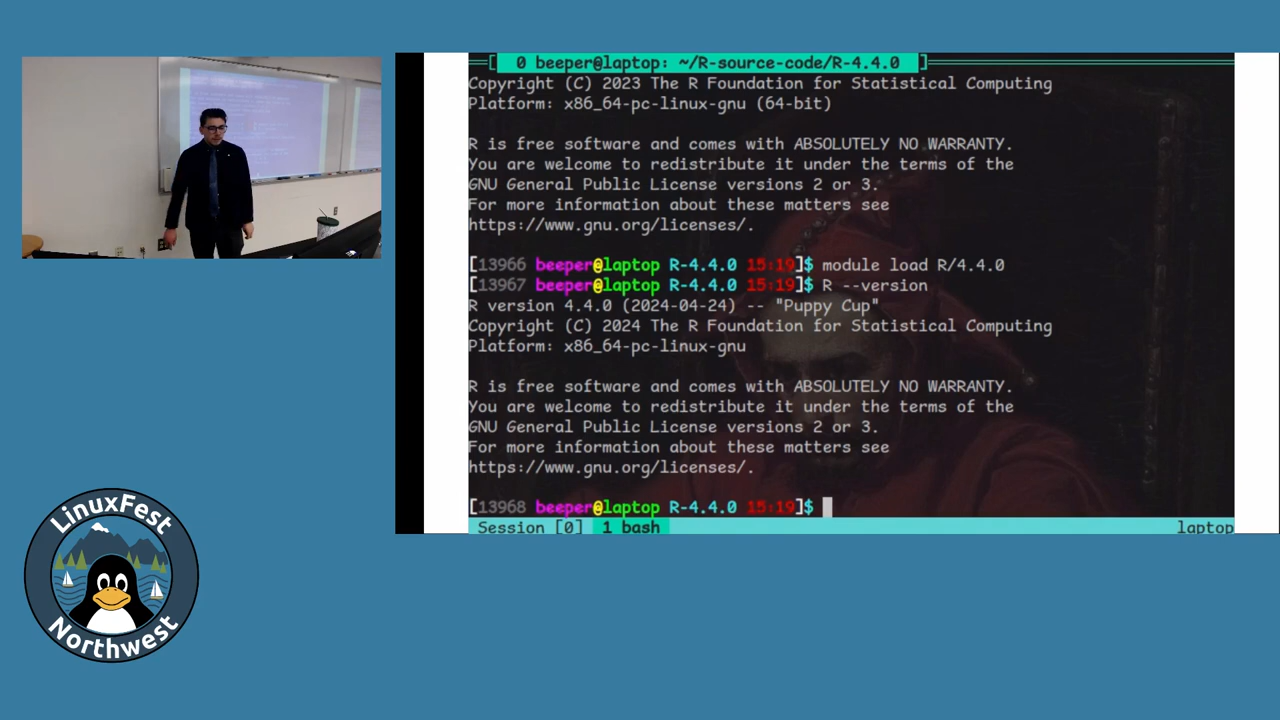 0 beeper@laptop: ~/R-source-code/R-4.4.0
Copyright (C) 2023 The R Foundation for Statistical Computing
Platform: x86_64-pc-linux-gnu (64-bit)
R is free software and comes with ABSOLUTELY NO WARRANTY.
You are welcome to redistribute it under the terms of the
GNU General Public License versions 2 or 3.
For more information about these matters see
https://www.gnu.org/licenses/.
[13966 beeper@laptop R-4.4.0 15:19]$ module load R/4.4.0
[13967 beeper@laptop R-4.4.0 15:19]$ R --version
R version 4.4.0 (2024-04-24) -- "Puppy Cup"
Copyright (C) 2024 The R Foundation for Statistical Computing
Platform: x86_64-pc-linux-gnu
R is free software and comes with ABSOLUTELY NO WARRANTY.
You are welcome to redistribute it under the terms of the
GNU General Public License versions 2 or 3.
For more information about these matters see
https://www.gnu.org/licenses/.
[13968 beeper@laptop R-4.4.0 15:19]$
Session [0] 1 bash laptop
LinuxFest
Northwest